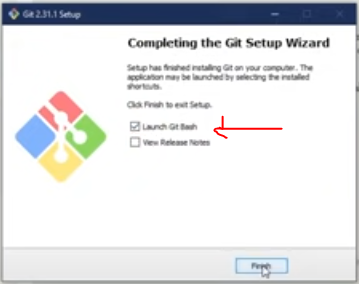 Git 2.31.1 Setup
Completing the Git Setup Wizard
Setup has finished installing Git on your computer. The
application may be launched by selecting the installed
shortcuts.
Click Finish to exit Setup.
Launch Git Bash
View Release Notes
Finish